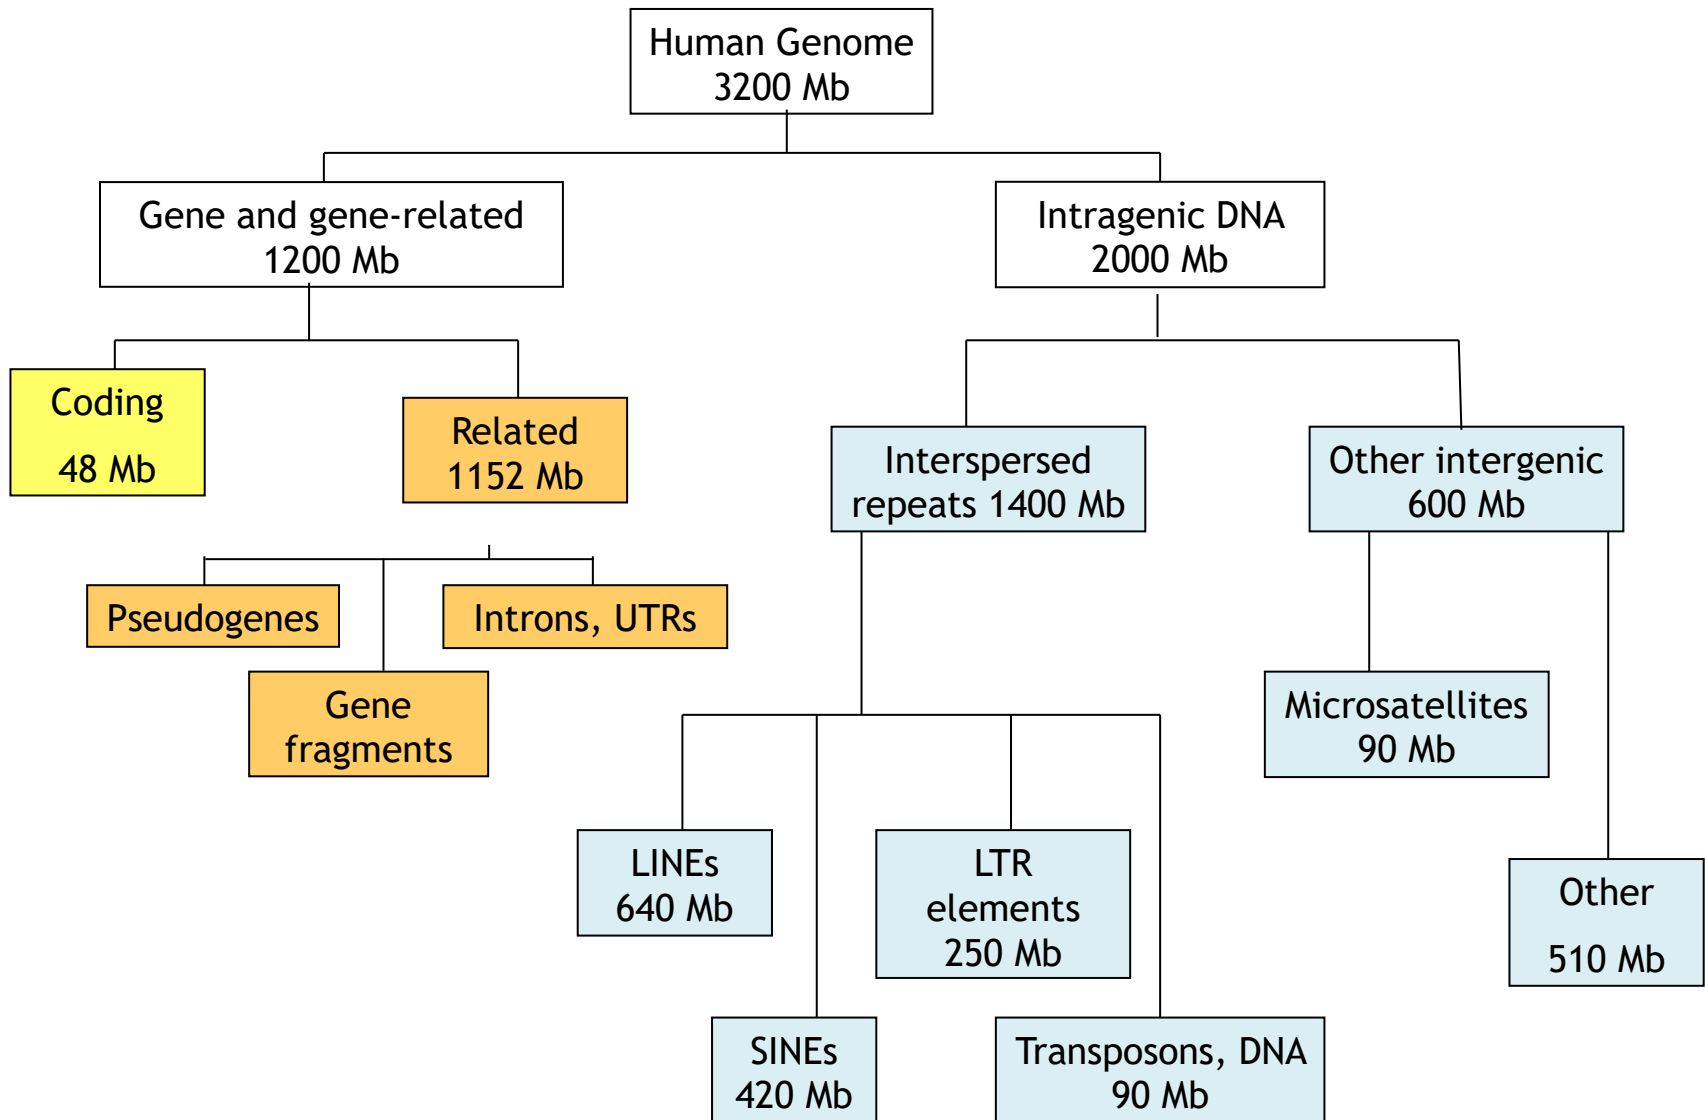 Human Genome
3200 Mb
Gene and gene-related
1200 Mb
Intragenic DNA
2000 Mb
Coding
48 Mb
Related
1152 Mb
Interspersed
repeats 1400 Mb
Other intergenic
600 Mb
Pseudogenes
Introns, UTRs
Gene
fragments
Microsatellites
90 Mb
LINEs
640 Mb
LTR
elements
250 Mb
Other
510 Mb
SINEs
420 Mb
Transposons, DNA
90 Mb